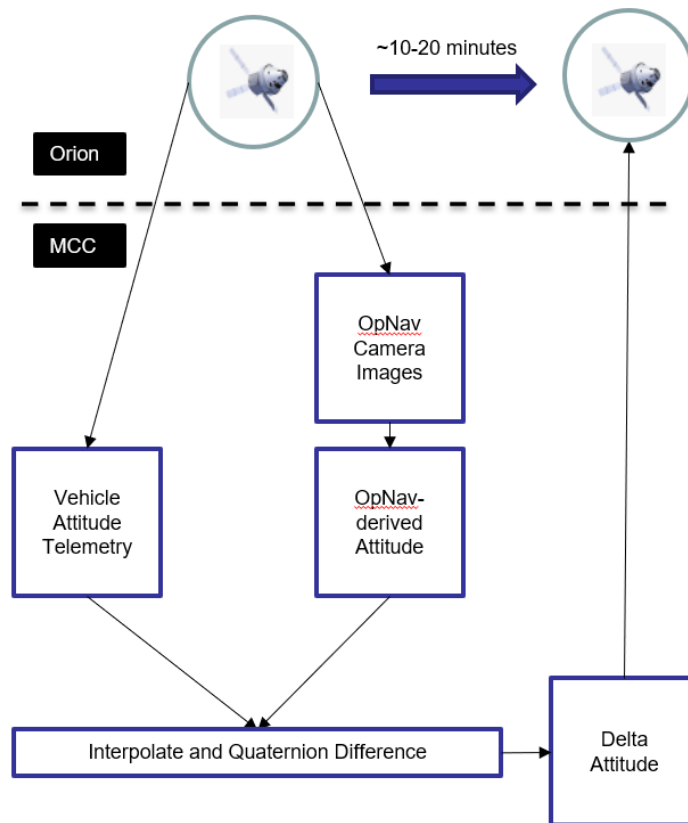 ~10-20 minutes
Orion
MCC
OpNav
Camera
Images
Vehicle
Attitude
Telemetry
OpNav-
derived
Attitude
Interpolate and Quaternion Difference
Delta
Attitude